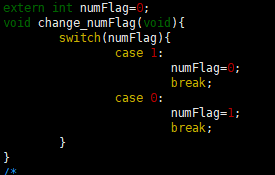 extern int numFlag=0;
void change_numFlag(void){
switch(numFlag){
case 1:
numFlag=0;
break;
case 0:
numFlag=1;
break;
}
}
/*